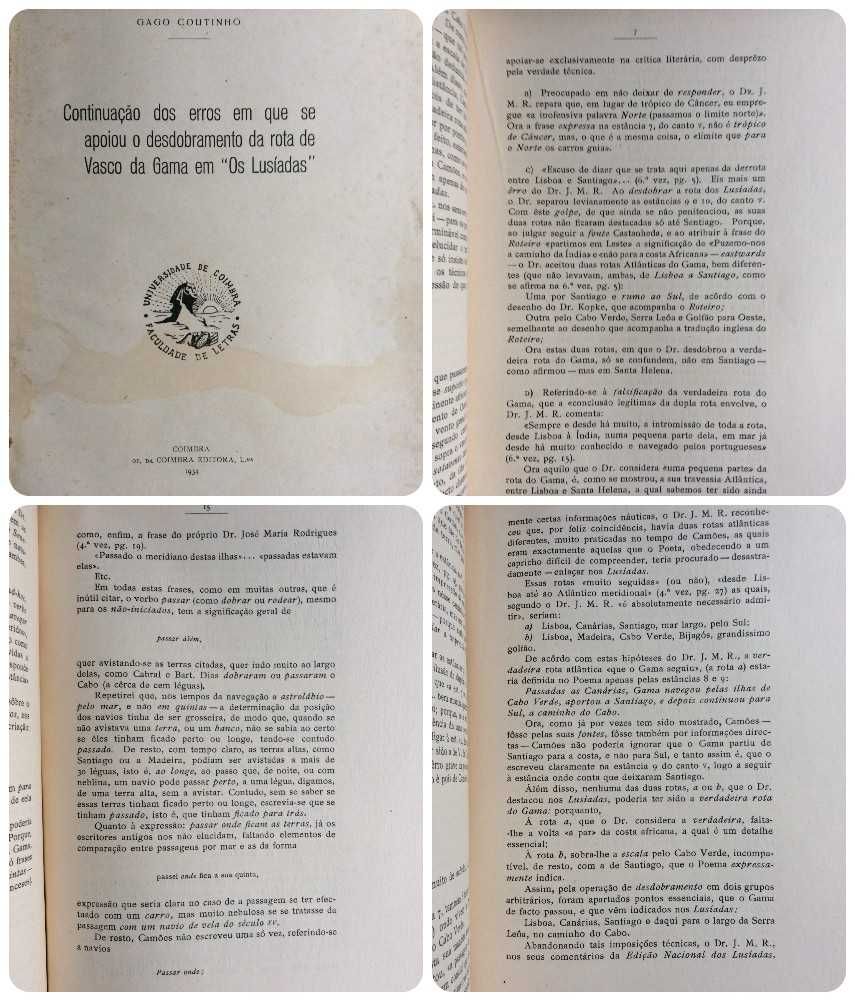 GAGO COUTINHO
Continuação dos erros em que se
apoiou o desdobramento da rota de
Vasco da Gama em "Os Lusíadas"
UNIVERSIDADE DE COIMBRA
FACULDADE DE LETRAS
COIMBRA
OF. DA COIMBRA EDITORA, L.DA
1934
7
apoiar-se exclusivamente na crítica literária, com desprêzo
pela verdade técnica.
a) Preocupado em não deixar de responder, o Dr. J.
M. R. repara que, em lugar de trópico de Câncer, eu empre-
gue «a inofensiva palavra Norte (passamos o limite norte)».
Ora a frase expressa na estância 7, do canto V, não é trópico
de Câncer, mas, o que é a mesma coisa, o «limite que para
o Norte os carros guia».
c) «Escuso de dizer que se trata aqui apenas da derrota
entre Lisboa e Santiago»... (6.ª vez, pg. 5). Eis mais um
êrro do Dr. J. M. R. Ao desdobrar a rota dos Lusíadas,
o Dr. separou levianamente as estâncias 9 e 10, do canto V.
Com êste golpe, de que ainda se não penitenciou, as suas
duas rotas não ficaram destacadas só até Santiago. Porque,
ao julgar seguir a fonte Castanheda, e ao atribuir à frase do
Roteiro «partimos em Leste» a significação de «Puzemo-nos
a caminho da Índia» e «não para a costa Africana» — eastwards
— o Dr. aceitou duas rotas Atlânticas do Gama, bem diferen-
tes (que não levavam, ambas, de Lisboa a Santiago, como
se afirma na 6.ª vez, pg. 5):
Uma por Santiago e rumo ao Sul, de acôrdo com o
desenho do Dr. Kopke, que acompanha o Roteiro;
Outra pelo Cabo Verde, Serra Leôa e Golfão para Oeste,
semelhante ao desenho que acompanha a tradução inglesa do
Roteiro;
Ora estas duas rotas, em que o Dr. desdobrou a verda-
deira rota do Gama, só se confundem, não em Santiago —
como afirmou — mas em Santa Helena.
D) Referindo-se à falsificação da verdadeira rota do
Gama, que a «conclusão legítima» da dupla rota envolve, o
Dr. J. M. R. comenta:
«Sempre e desde há muito, a intromissão de toda a rota,
desde Lisboa à Índia, numa pequena parte dela, em mar já
desde há muito conhecido e navegado pelos portugueses»
(6.ª vez, pg. 15).
Ora aquilo que o Dr. considera «uma pequena parte» da
rota do Gama, é, como se mostrou, a sua travessia Atlântica,
entre Lisboa e Santa Helena, a qual sabemos ter sido ainda
15
como, enfim, a frase do próprio Dr. José Maria Rodrigues
(4.ª vez, pg. 19).
«Passado o meridiano destas ilhas»... «passadas estavam
elas».
Etc.
Em todas estas frases, como em muitas outras, que é
inútil citar, o verbo passar (como dobrar ou rodear), mesmo
para os não-iniciados, tem a significação geral de
passar além,
quer avistando-se as terras citadas, quer indo muito ao largo
delas, como Cabral e Bart. Dias dobraram ou passaram o
Cabo (a cêrca de cem léguas).
Repetirei que, nos tempos da navegação a astrolábio —
pelo mar, e não em quintas — a determinação da posição
dos navios tinha de ser grosseira, de modo que, quando se
não avistava uma terra, ou um banco, não se sabia ao certo
se êles tinham ficado perto ou longe, tendo-se contudo
passado. De resto, com tempo claro, as terras altas, como
Santiago ou a Madeira, podiam ser avistadas a mais de
30 léguas, isto é, ao longe, ao passo que, de noite, ou com
neblina, um navio pode passar perto, a uma légua, digamos,
de uma terra alta, sem a avistar. Contudo, sem se saber se
essas terras tinham ficado perto ou longe, escrevia-se que se
tinham passado, isto é, que tinham ficado para trás.
Quanto à expressão: passar onde ficam as terras, já os
escritores antigos nos não elucidam, faltando elementos de
comparação entre passagens por mar e as da forma
passei onde fica a sua quinta,
expressão que seria clara no caso de a passagem se ter efec-
tuado com um carro, mas muito nebulosa se se tratasse da
passagem com um navio de vela do século XV.
De resto, Camões não escreveu uma só vez, referindo-se
a navios
Passar onde;
mente certas informações náuticas, o Dr. J. M. R. reconhe-
ceu que, por feliz coincidência, havia duas rotas atlânticas
diferentes, muito praticadas no tempo de Camões, as quais
eram exactamente aquelas que o Poeta, obedecendo a um
capricho difícil de compreender, teria procurado — desastra-
damente — enlaçar nos Lusíadas.
Essas rotas «muito seguidas» (ou não), «desde Lis-
boa até ao Atlântico meridional» (4.ª vez, pg. 27) as quais,
segundo o Dr. J. M. R. «é absolutamente necessário admi-
tir», seriam:
a) Lisboa, Canárias, Santiago, mar largo, pelo Sul;
b) Lisboa, Madeira, Cabo Verde, Bijagós, grandíssimo
golfão.
De acôrdo com estas hipóteses do Dr. J. M. R., a ver-
dadeira rota atlântica «que o Gama seguiu», (a rota a) esta-
ria definida no Poema apenas pelas estâncias 8 e 9:
Passadas as Canárias, Gama navegou pelas ilhas de
Cabo Verde, aportou a Santiago, e depois continuou para
Sul, a caminho do Cabo.
Ora, como já por vezes tem sido mostrado, Camões —
fôsse pelas suas fontes, fôsse também por informações direc-
tas — Camões não poderia ignorar que o Gama partiu de
Santiago para a costa, e não para Sul, e tanto assim, é que o
escreveu claramente na estância 9 do canto V, logo a seguir
à estância onde conta que deixaram Santiago.
Além disso, nenhuma das duas rotas, a ou b, que o Dr.
destacou nos Lusíadas, poderia ter sido a verdadeira rota
do Gama: porquanto,
À rota a, que o Dr. considera a verdadeira, falta-
-lhe a volta «a par» da costa africana, a qual é um detalhe
essencial;
À rota b, sobra-lhe a escala pelo Cabo Verde, incompa-
tível, de resto, com a de Santiago, que o Poema expressa-
mente indica.
Assim, pela operação de desdobramento em dois grupos
arbitrários, foram apartados pontos essenciais, que o Gama
de facto passou, e que vêm indicados nos Lusíadas:
Lisboa, Canárias, Santiago e daqui para o largo da Serra
Leôa, no caminho do Cabo.
Abandonando tais imposições técnicas, o Dr. J. M. R.,
nos seus comentários da Edição Nacional dos Lusíadas,